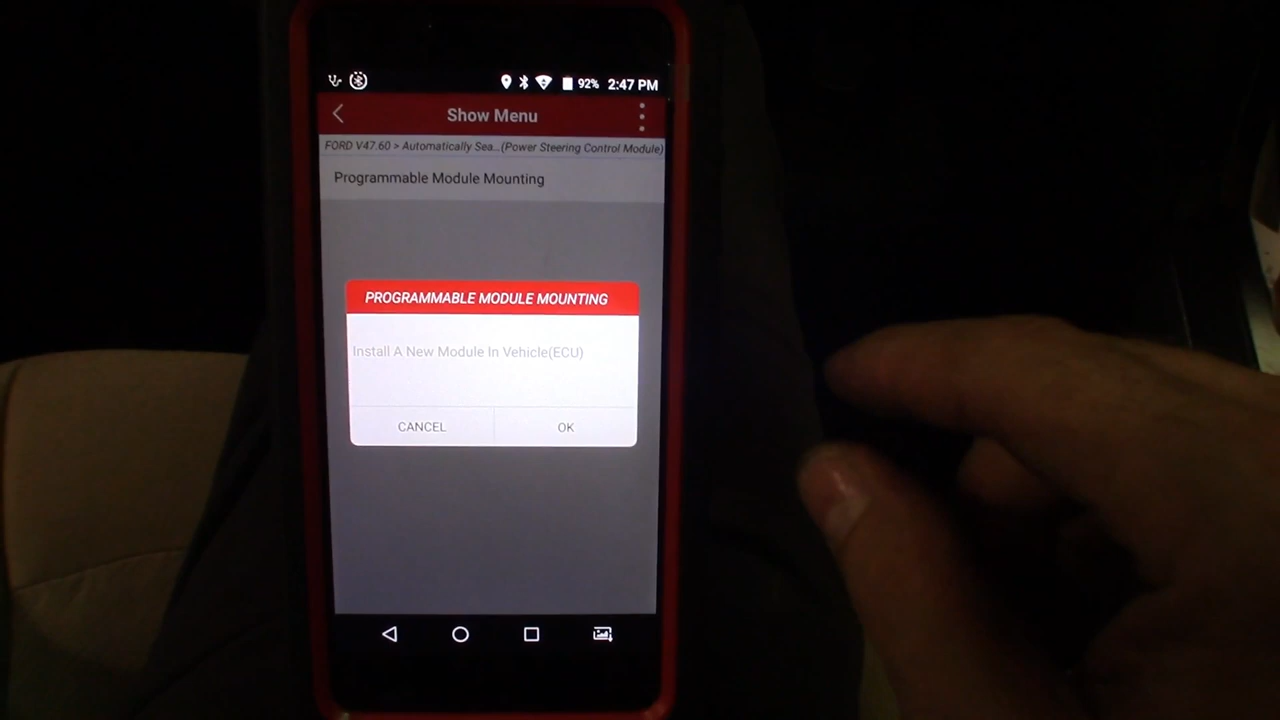 92% 2:47 PM
Show Menu
FORD V47.60 > Automatically Sea...(Power Steering Control Module)
Programmable Module Mounting
PROGRAMMABLE MODULE MOUNTING
Install A New Module In Vehicle(ECU)
CANCEL OK